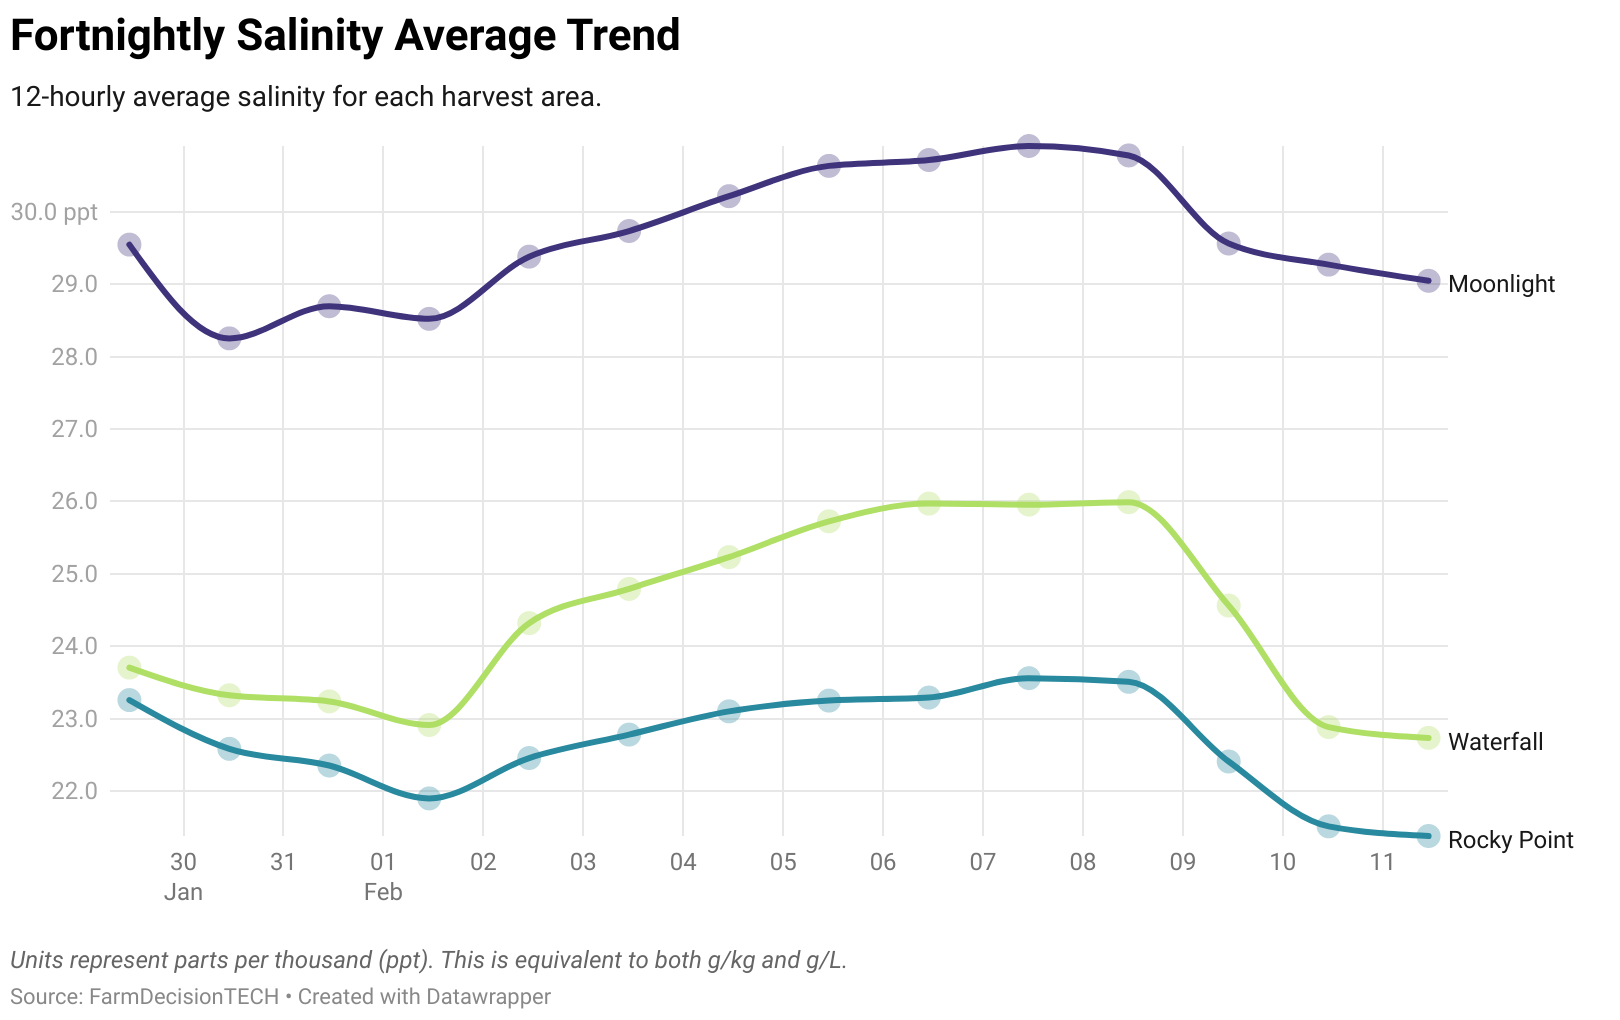 Fortnightly Salinity Average Trend
12-hourly average salinity for each harvest area.
30.0 ppt
29.0
Moonlight
28.0
27.0
26.0
25.0
24.0
23.0
Waterfall
22.0
Rocky Point
30 31 01 02 03 04 05 06 07 08 09 10 11
Jan Feb
Units represent parts per thousand (ppt). This is equivalent to both g/kg and g/L.
Source: FarmDecisionTECH • Created with Datawrapper